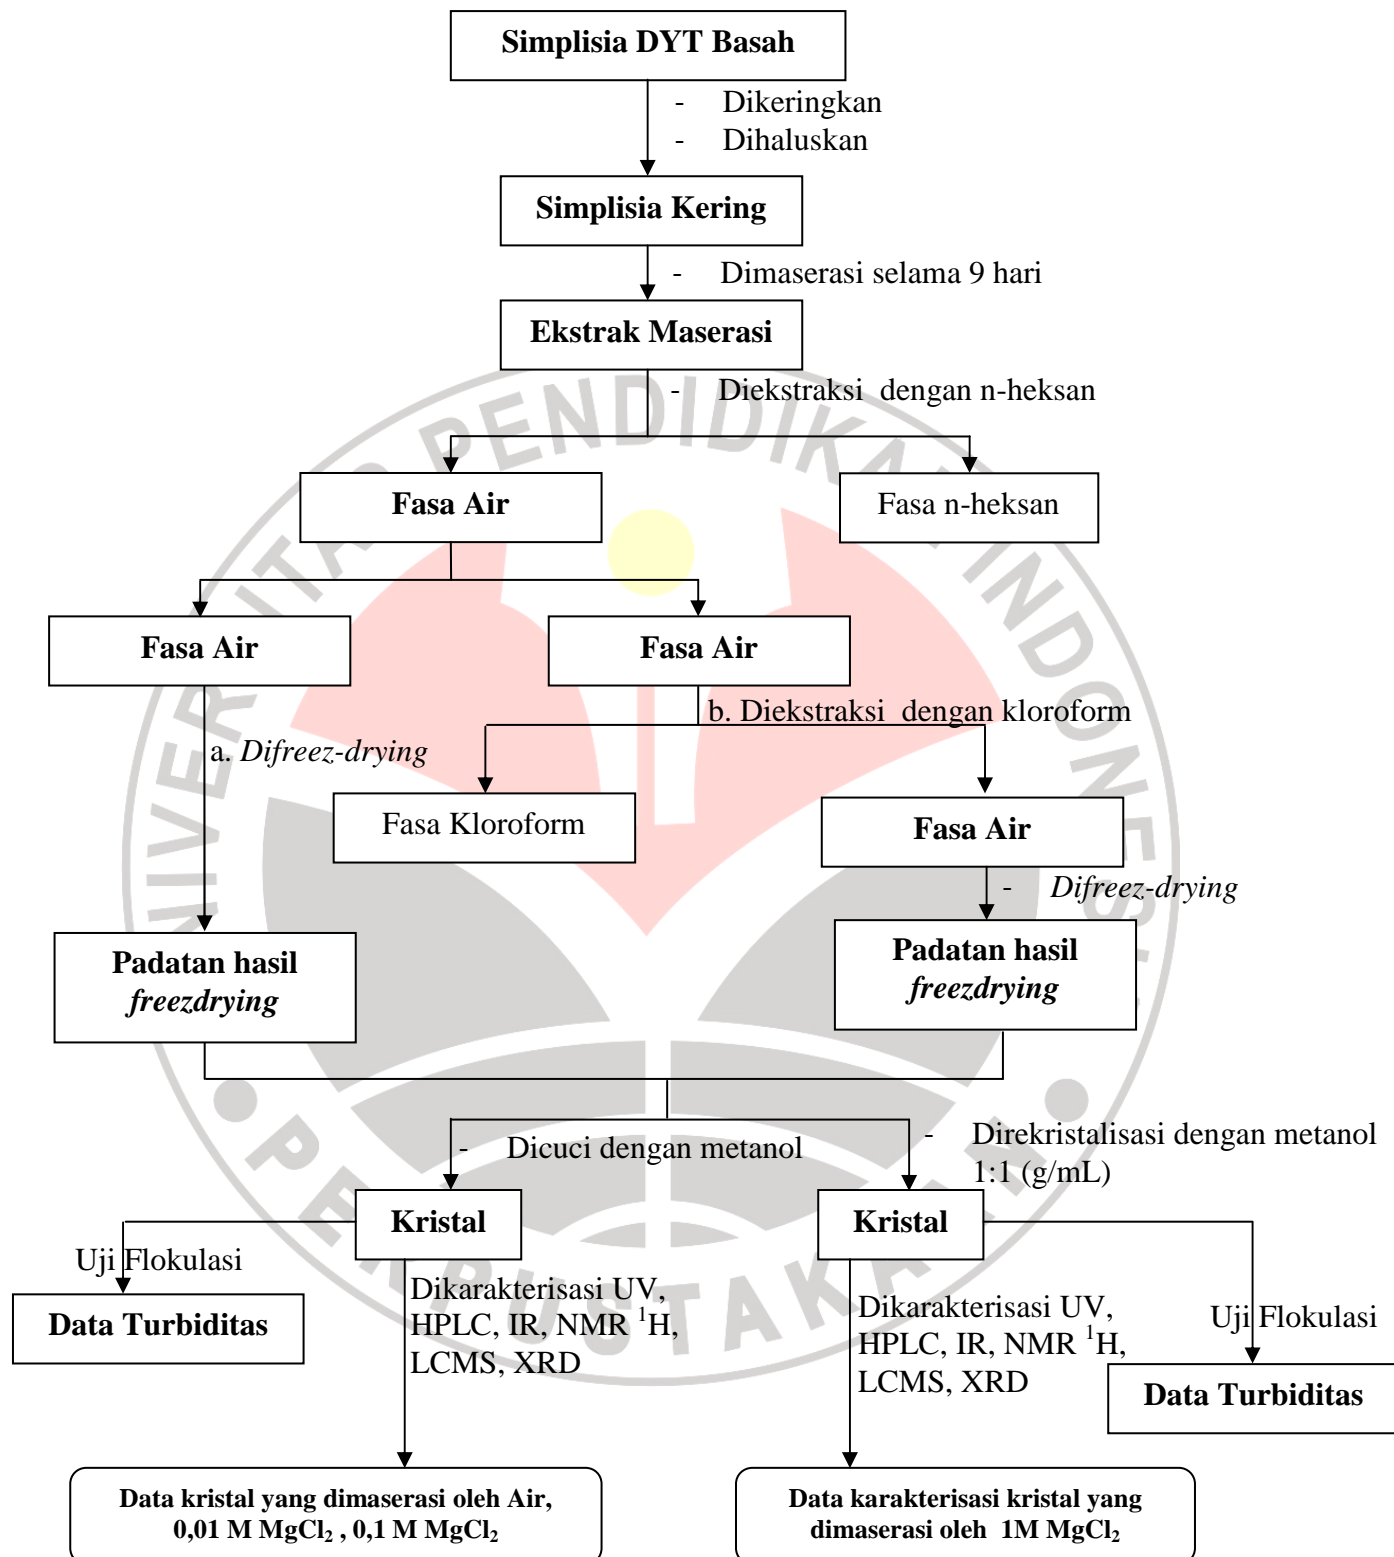 Simplisia DYT Basah
- Dikeringkan
- Dihaluskan
Simplisia Kering
- Dimaserasi selama 9 hari
Ekstrak Maserasi
- Diekstraksi dengan n-heksan
Fasa Air
Fasa n-heksan
Fasa Air
Fasa Air
b. Diekstraksi dengan kloroform
a. Difreez-drying
Fasa Kloroform
Fasa Air
- Difreez-drying
Padatan hasil
freezdrying
Padatan hasil
freezdrying
- Dicuci dengan metanol
- Direkristalisasi dengan metanol
1:1 (g/mL)
Kristal
Kristal
Uji Flokulasi
Dikarakterisasi UV,
HPLC, IR, NMR ¹H,
LCMS, XRD
Dikarakterisasi UV,
HPLC, IR, NMR ¹H,
LCMS, XRD
Uji Flokulasi
Data Turbiditas
Data Turbiditas
Data kristal yang dimaserasi oleh Air,
0,01 M MgCl₂ , 0,1 M MgCl₂
Data karakterisasi kristal yang
dimaserasi oleh 1M MgCl₂
UNIVERSITAS PENDIDIKAN INDONESIA
PERPUSTAKAAN